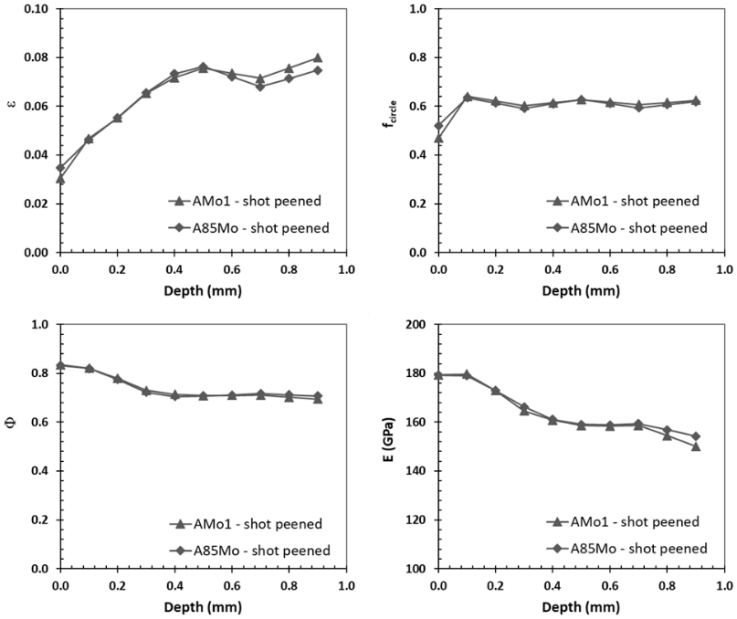 0.10
0.08
0.06
0.04
0.02
0.00
ε
0.0 0.2 0.4 0.6 0.8 1.0
Depth (mm)
AMo1 - shot peened
A85Mo - shot peened
1.0
0.8
0.6
0.4
0.2
0.0
fcircle
0.0 0.2 0.4 0.6 0.8 1.0
Depth (mm)
AMo1 - shot peened
A85Mo - shot peened
1.0
0.8
0.6
0.4
0.2
0.0
Φ
0.0 0.2 0.4 0.6 0.8 1.0
Depth (mm)
AMo1 - shot peened
A85Mo - shot peened
200
180
160
140
120
100
E (GPa)
0.0 0.2 0.4 0.6 0.8 1.0
Depth (mm)
AMo1 - shot peened
A85Mo - shot peened